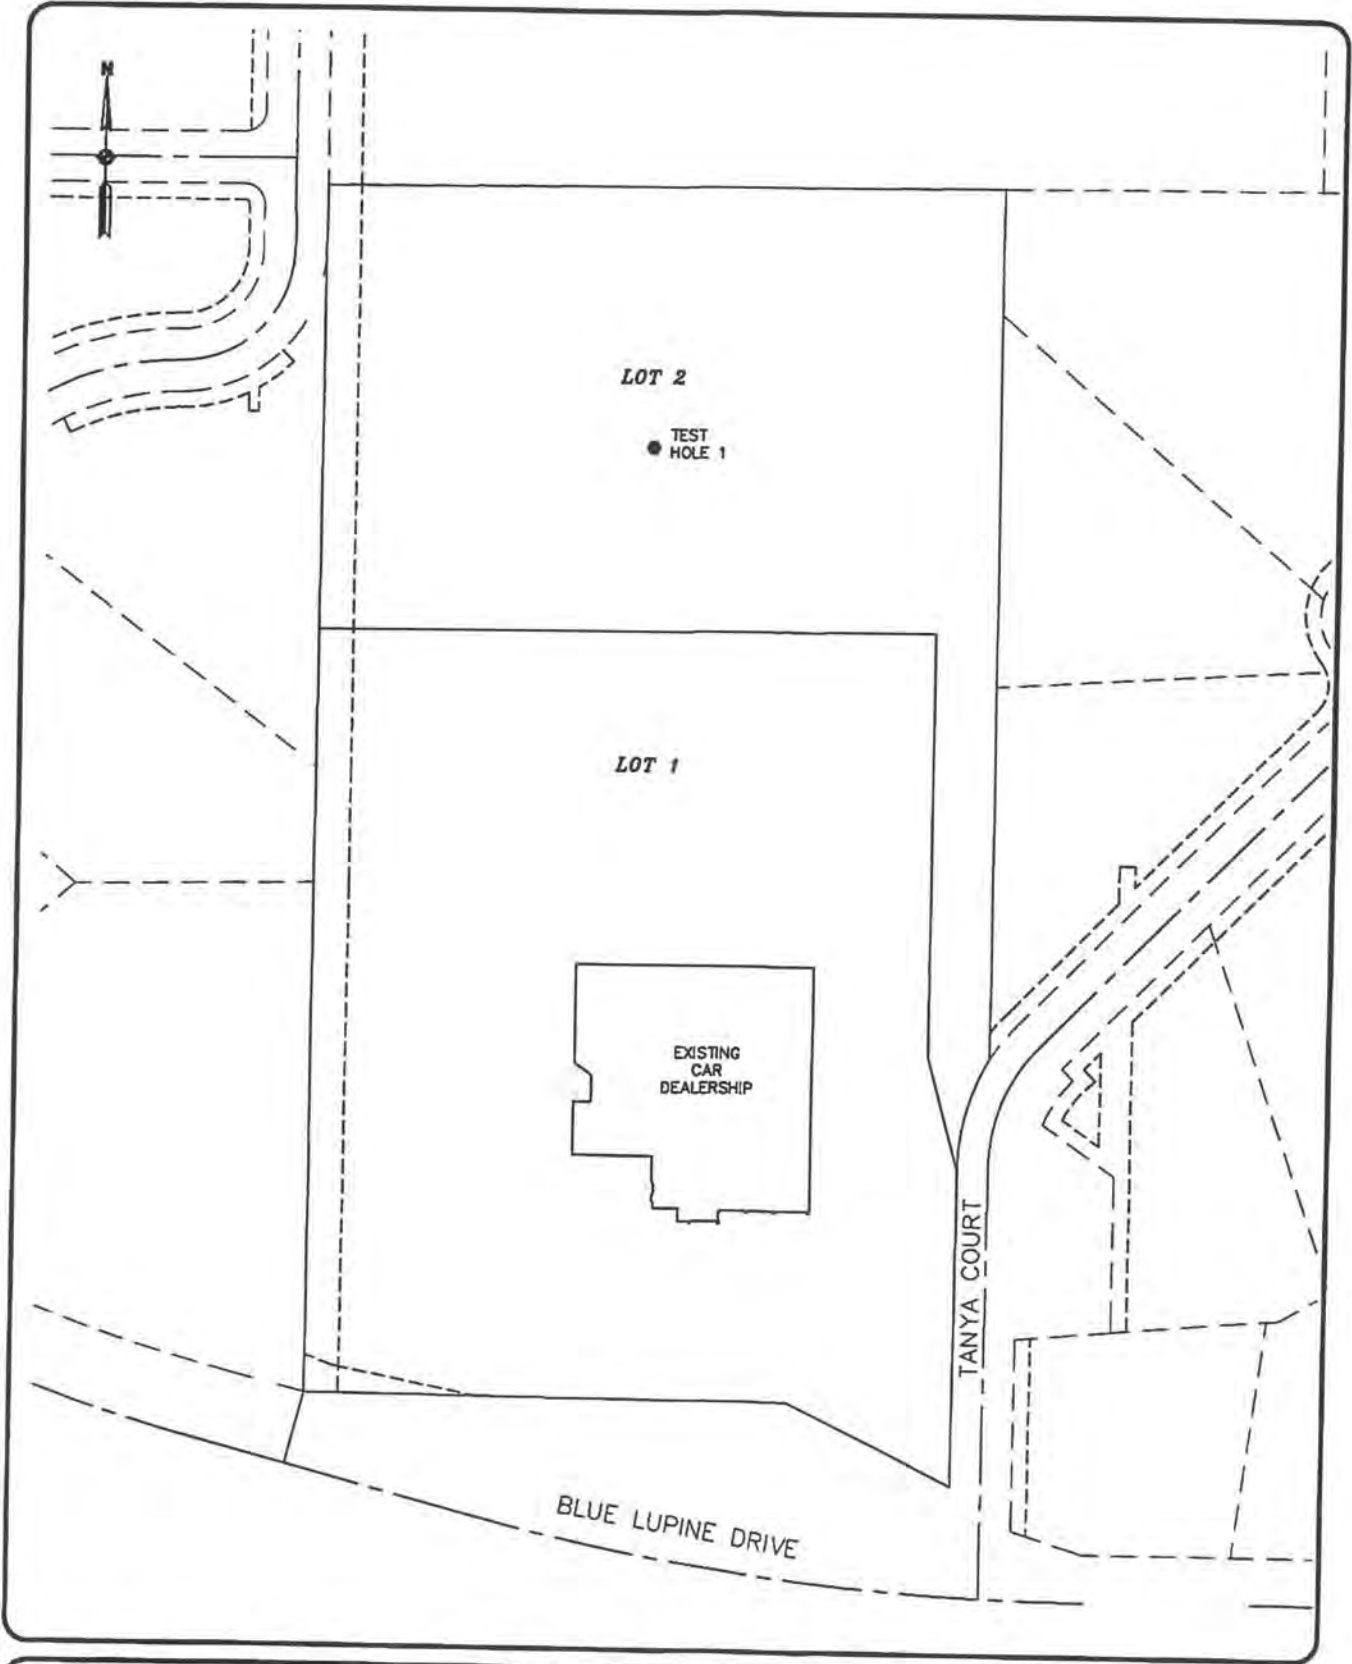 N
LOT 2
TEST
HOLE 1
LOT 1
EXISTING
CAR
DEALERSHIP
TANYA COURT
BLUE LUPINE DRIVE